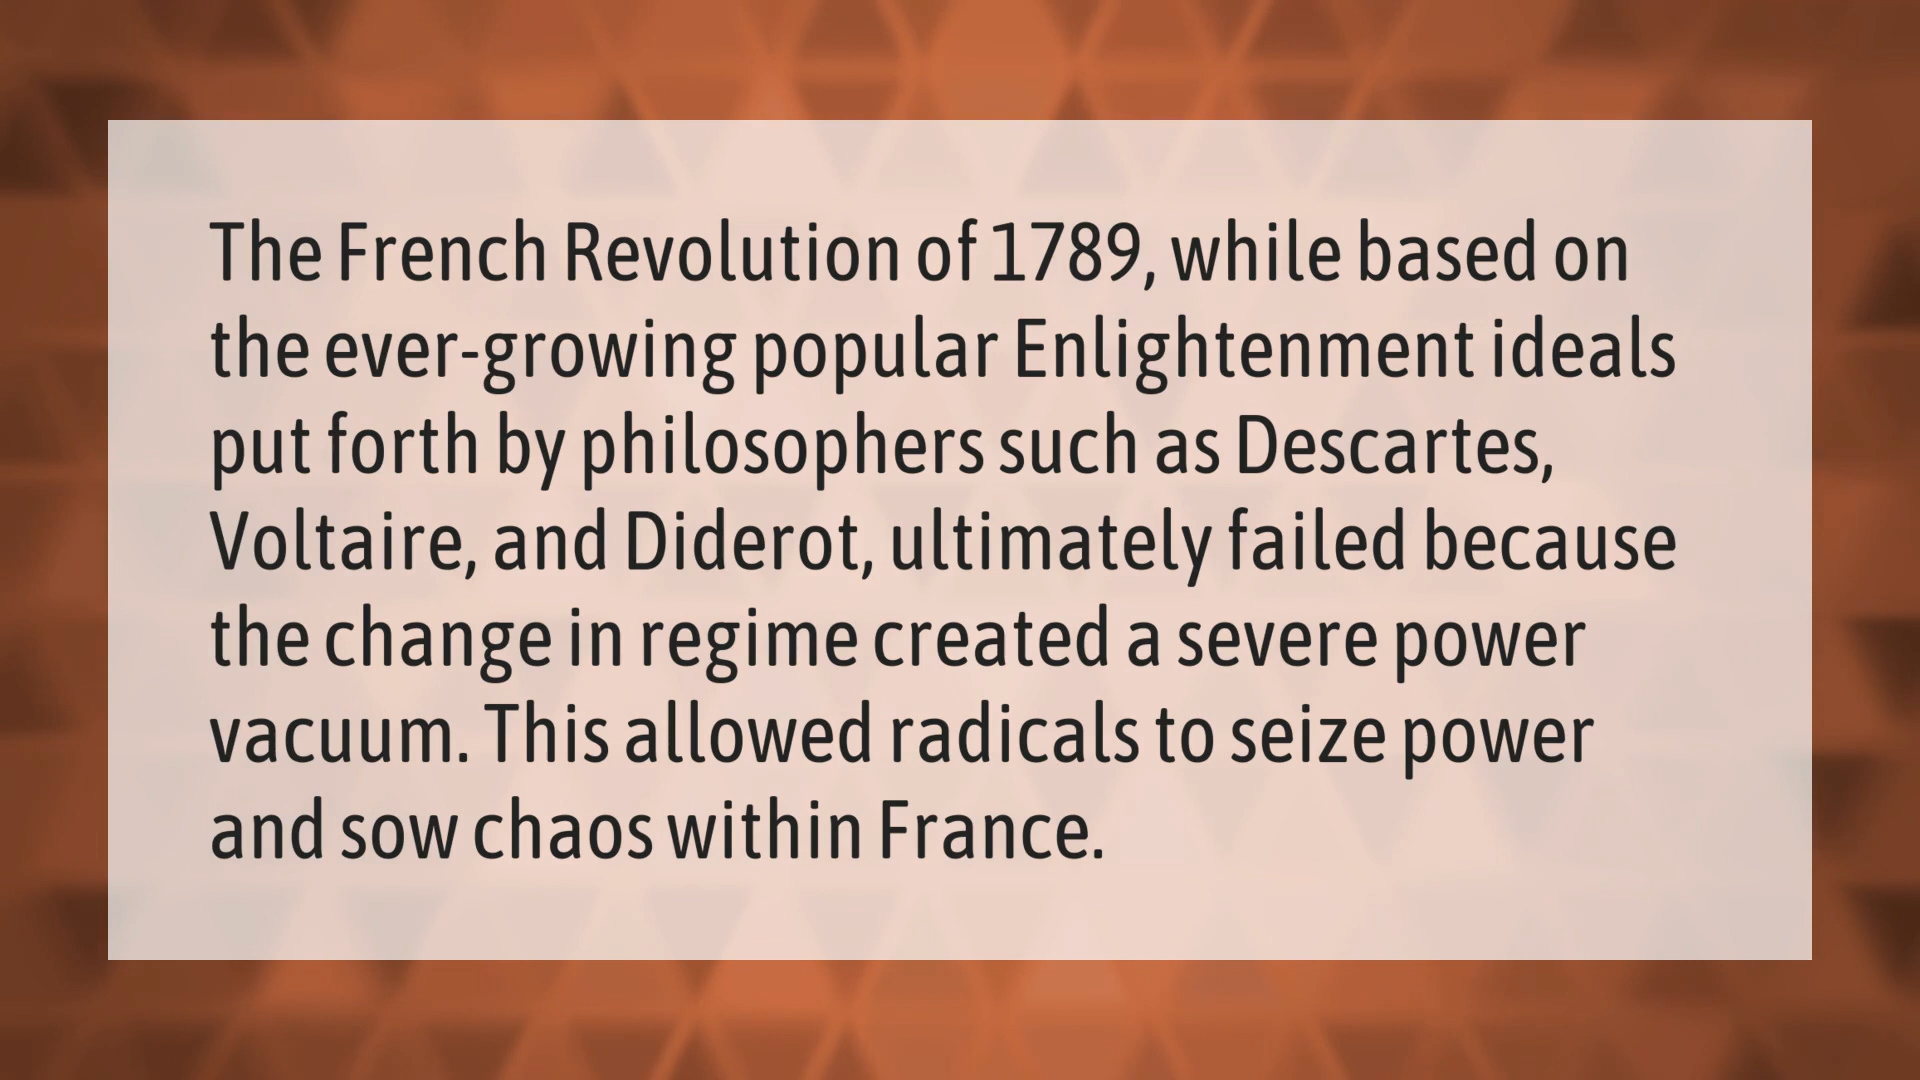 The French Revolution of 1789, while based on
the ever-growing popular Enlightenment ideals
put forth by philosophers such as Descartes,
Voltaire, and Diderot, ultimately failed because
the change in regime created a severe power
vacuum. This allowed radicals to seize power
and sow chaos within France.